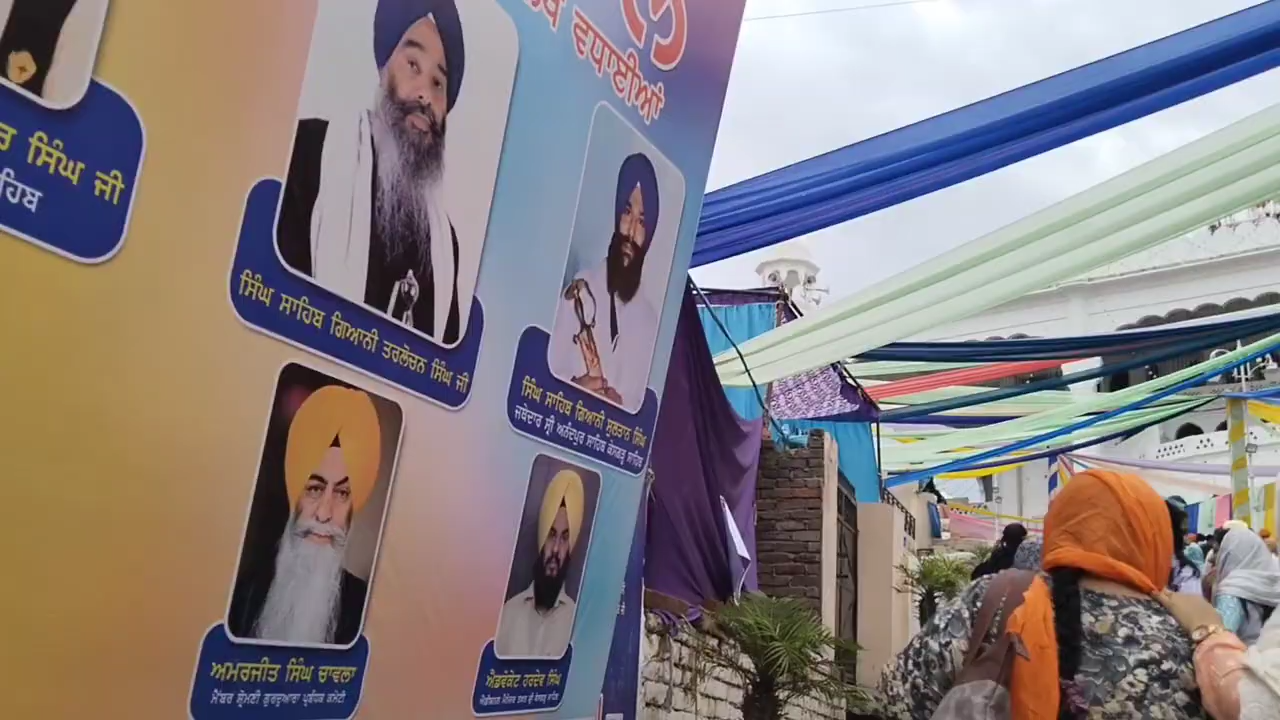 ਵਧਾਈਆਂ
ਸਿੰਘ ਜੀ
ਸਿੰਘ ਸਾਹਿਬ ਗਿਆਨੀ ਤਰਲੋਚਨ ਸਿੰਘ ਜੀ
ਸਿੰਘ ਸਾਹਿਬ ਗਿਆਨੀ ਸੁਲਤਾਨ ਸਿੰਘ
ਜਥੇਦਾਰ ਸ੍ਰੀ ਅਨੰਦਪੁਰ ਸਾਹਿਬ ਕੇਸਗੜ੍ਹ ਸਾਹਿਬ
ਅਮਰਜੀਤ ਸਿੰਘ ਚਾਵਲਾ
ਮੈਂਬਰ ਸ਼੍ਰੋਮਣੀ ਗੁਰਦੁਆਰਾ ਪ੍ਰਬੰਧਕ ਕਮੇਟੀ
ਐਡਵੋਕੇਟ ਹਰਦੇਵ ਸਿੰਘ